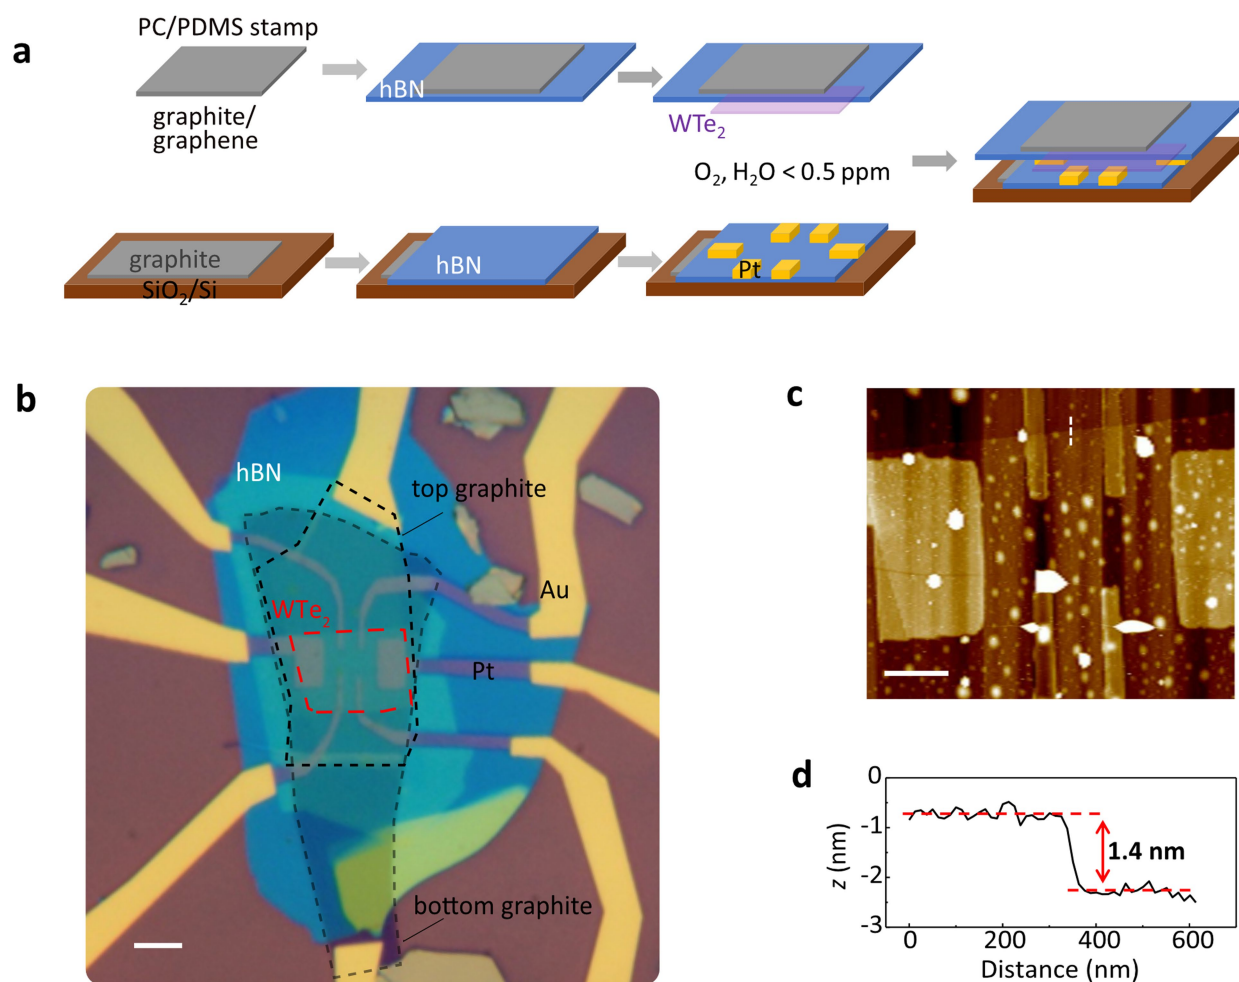 a
PC/PDMS stamp
graphite/
graphene
hBN
WTe₂
O₂, H₂O < 0.5 ppm
graphite
SiO₂/Si
hBN
Pt
b
hBN
top graphite
Au
WTe₂
Pt
bottom graphite
c
d
0
-1
-2
-3
z (nm)
1.4 nm
0 200 400 600
Distance (nm)